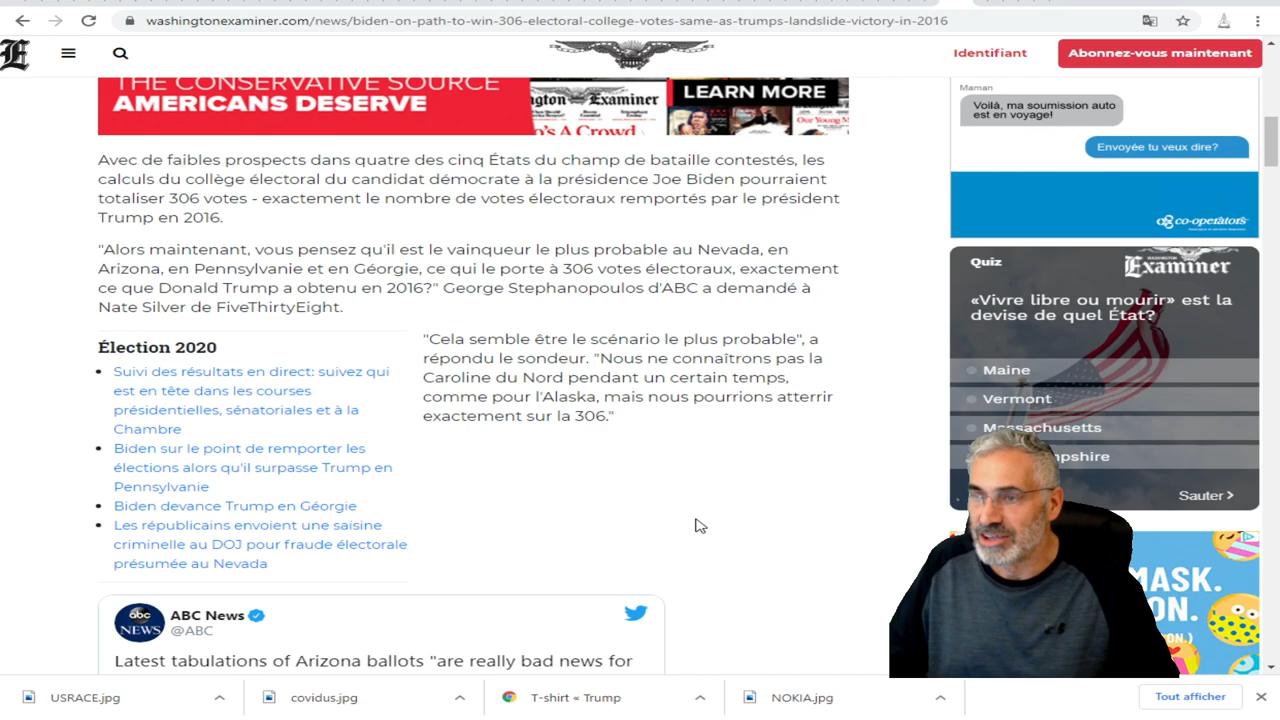 washingtonexaminer.com/news/biden-on-path-to-win-306-electoral-college-votes-same-as-trumps-landslide-victory-in-2016
E
Identifiant
Abonnez-vous maintenant
THE CONSERVATIVE SOURCE
AMERICANS DESERVE
Examiner
LEARN MORE
Avec de faibles prospects dans quatre des cinq États du champ de bataille contestés, les
calculs du collège électoral du candidat démocrate à la présidence Joe Biden pourraient
totaliser 306 votes - exactement le nombre de votes électoraux remportés par le président
Trump en 2016.
"Alors maintenant, vous pensez qu'il est le vainqueur le plus probable au Nevada, en
Arizona, en Pennsylvanie et en Géorgie, ce qui le porte à 306 votes électoraux, exactement
ce que Donald Trump a obtenu en 2016?" George Stephanopoulos d'ABC a demandé à
Nate Silver de FiveThirtyEight.
Élection 2020
Suivi des résultats en direct: suivez qui
est en tête dans les courses
présidentielles, sénatoriales et à la
Chambre
Biden sur le point de remporter les
élections alors qu'il surpasse Trump en
Pennsylvanie
Biden devance Trump en Géorgie
Les républicains envoient une saisine
criminelle au DOJ pour fraude électorale
présumée au Nevada
"Cela semble être le scénario le plus probable", a
répondu le sondeur. "Nous ne connaîtrons pas la
Caroline du Nord pendant un certain temps,
comme pour l'Alaska, mais nous pourrions atterrir
exactement sur la 306."
abc NEWS
ABC News
@ABC
Latest tabulations of Arizona ballots "are really bad news for
Maman
Voilà, ma soumission auto
est en voyage!
Envoyée tu veux dire?
co-operators
Quiz
Examiner
«Vivre libre ou mourir» est la
devise de quel État?
Maine
Vermont
Massachusetts
Sauter
MASK.
USRACE.jpg
covidus.jpg
T-shirt « Trump
NOKIA.jpg
Tout afficher